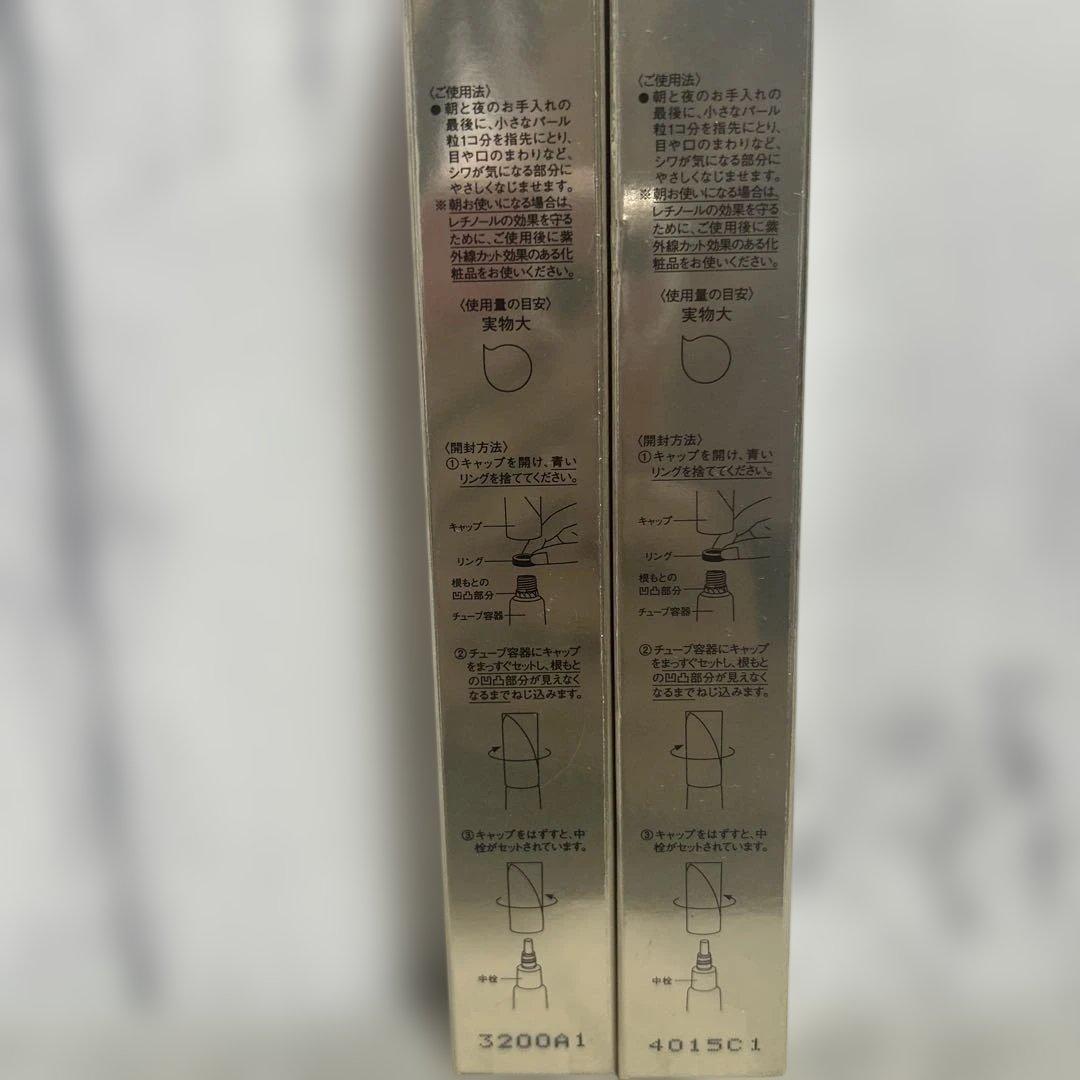 〈ご使用法〉
●朝と夜のお手入れの
最後に、小さなパール
粒1コ分を指先にとり、
目や口のまわりなど、
シワが気になる部分に
やさしくなじませます。
※朝お使いになる場合は、
レチノールの効果を守る
ために、ご使用後に紫
外線カット効果のある化
粧品をお使いください。
〈使用量の目安〉
実物大
〈開封方法〉
①キャップを開け、青い
リングを捨ててください。
キャップ
リング
根もとの
凹凸部分
チューブ容器
②チューブ容器にキャップ
をまっすぐセットし、根もと
の凹凸部分が見えなく
なるまでねじ込みます。
③キャップをはずすと、中
栓がセットされています。
中栓
3200A1
〈ご使用法〉
●朝と夜のお手入れの
最後に、小さなパール
粒1コ分を指先にとり、
目や口のまわりなど、
シワが気になる部分に
やさしくなじませます。
※朝お使いになる場合は、
レチノールの効果を守る
ために、ご使用後に紫
外線カット効果のある化
粧品をお使いください。
〈使用量の目安〉
実物大
〈開封方法〉
①キャップを開け、青い
リングを捨ててください。
キャップ
リング
根もとの
凹凸部分
チューブ容器
②チューブ容器にキャップ
をまっすぐセットし、根もと
の凹凸部分が見えなく
なるまでねじ込みます。
③キャップをはずすと、中
栓がセットされています。
中栓
4015C1